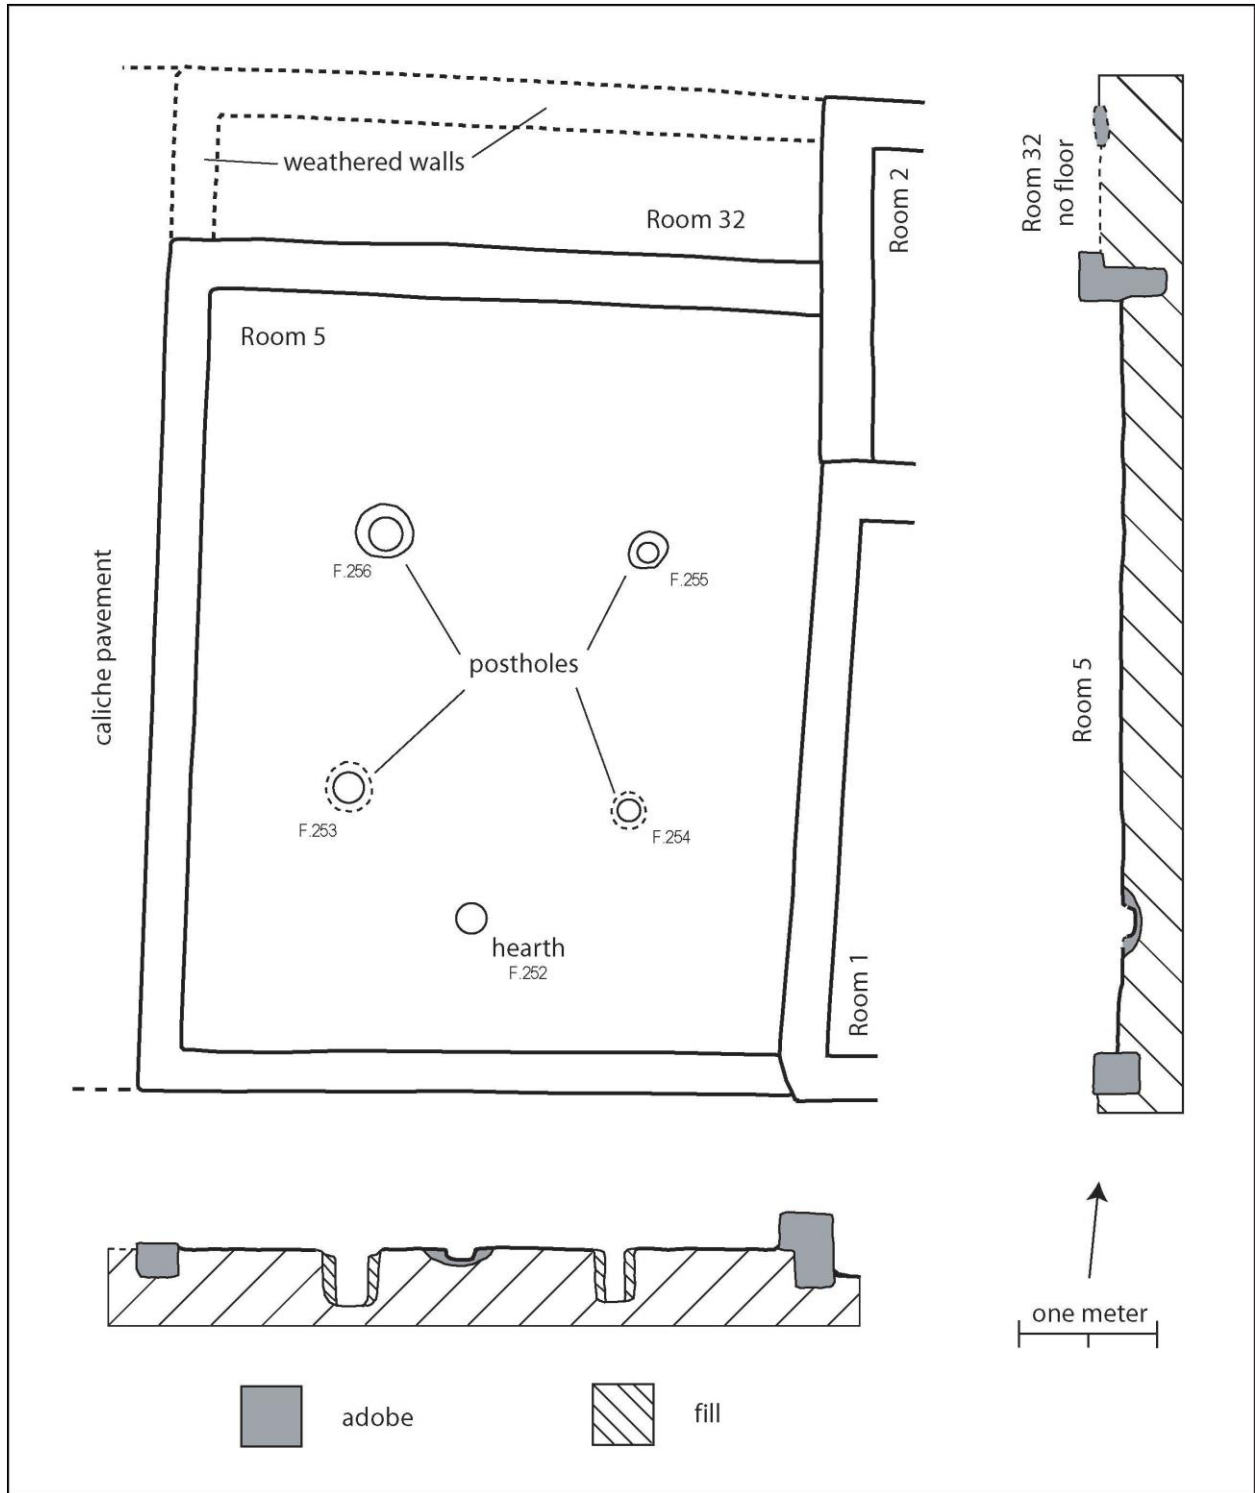 weathered walls
Room 32
Room 2
Room 32
no floor
Room 5
F.256
F.255
postholes
caliche pavement
Room 5
F.253
F.254
hearth
F.252
Room 1
one meter
adobe
fill